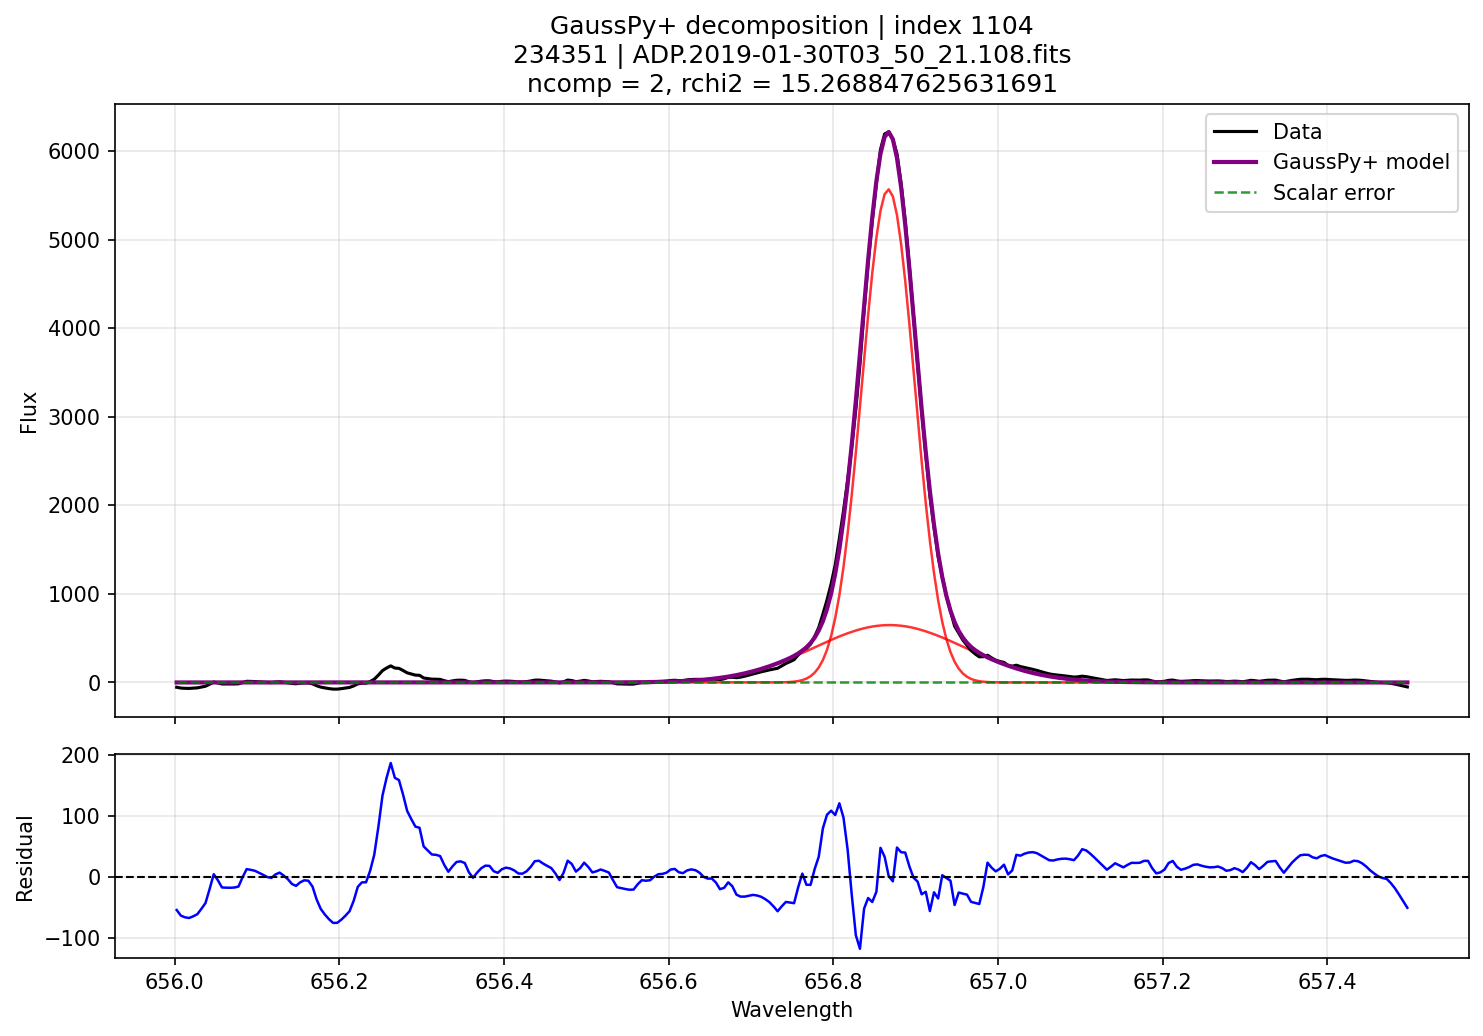 GaussPy+ decomposition | index 1104
234351 | ADP.2019-01-30T03_50_21.108.fits
ncomp = 2, rchi2 = 15.268847625631691
Data
GaussPy+ model
Scalar error
Flux
6000
5000
4000
3000
2000
1000
0
Residual
200
100
0
−100
656.0 656.2 656.4 656.6 656.8 657.0 657.2 657.4
Wavelength